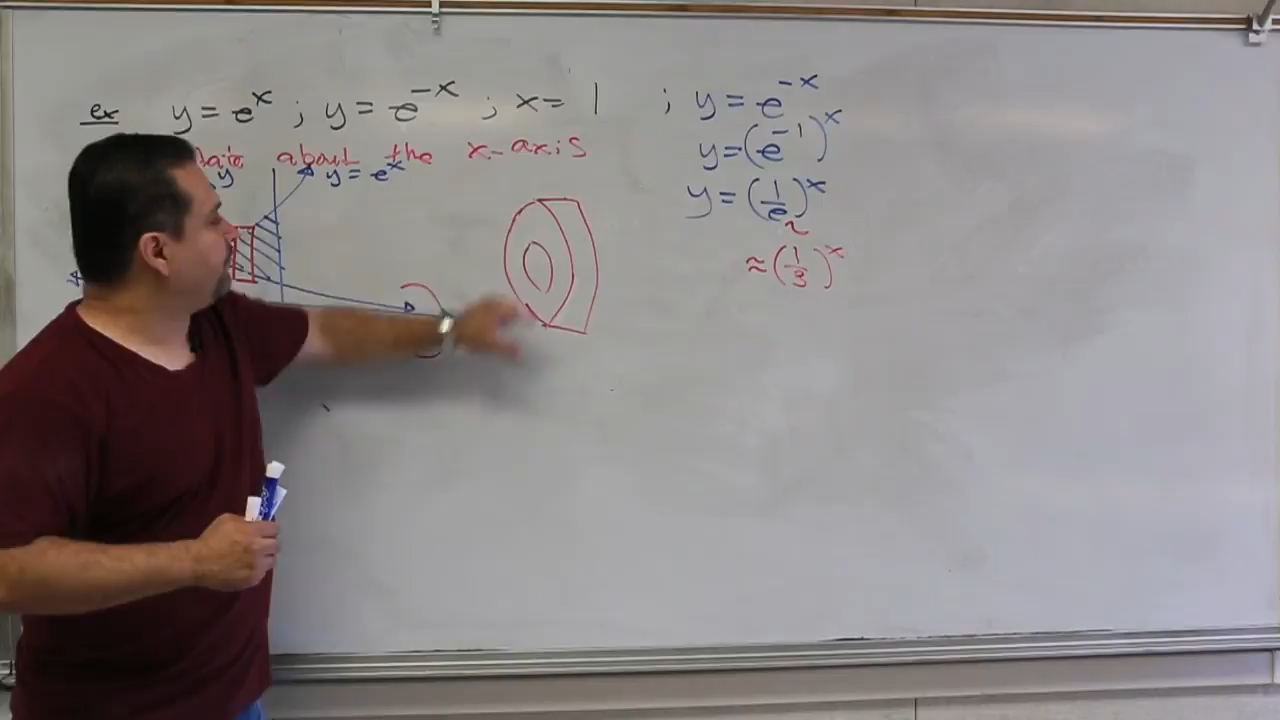 ex y = e^x ; y = e^-x ; x = 1
about the x-axis
y y = e^x
; y = e^-x
y = (e^-1)^x
y = (1/e)^x
≈ (1/3)^x